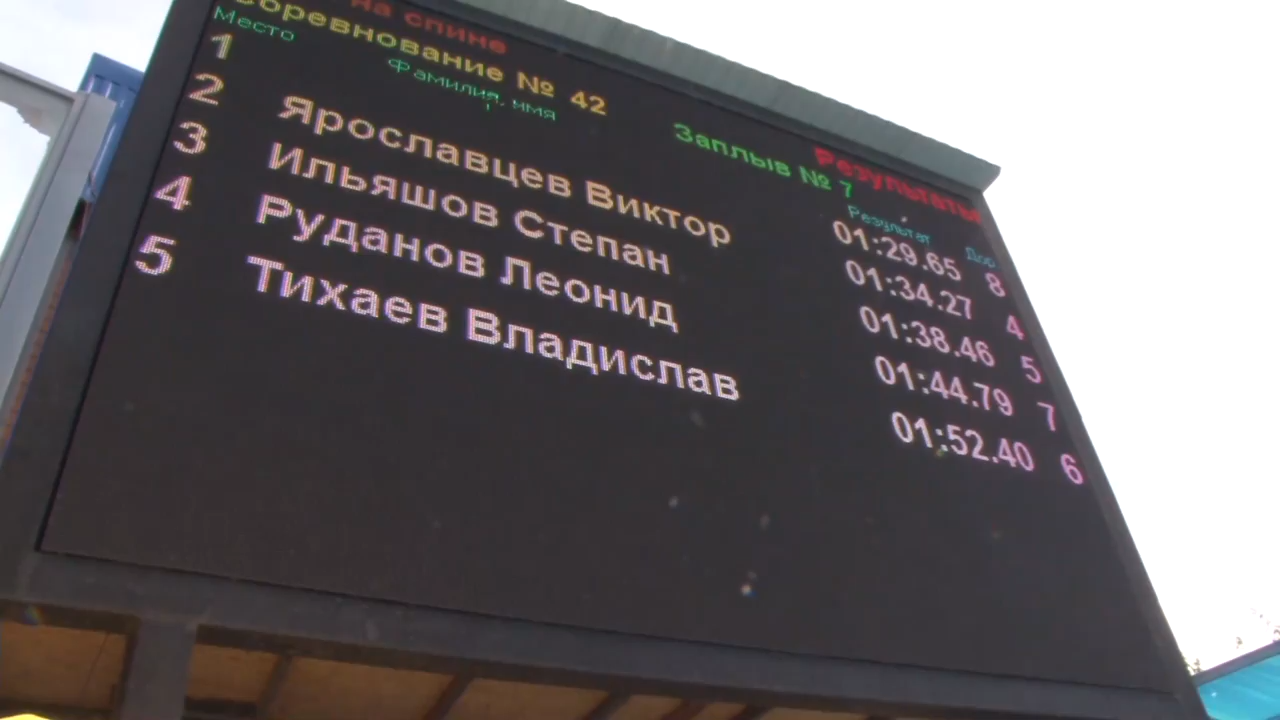 на спине Результаты
Соревнование № 42 Заплыв № 7
Место Фамилия, имя Результат Дор.
1 01:29.65 8
2 Ярославцев Виктор 01:34.27 4
3 Ильяшов Степан 01:38.46 5
4 Руданов Леонид 01:44.79 7
5 Тихаев Владислав 01:52.40 6